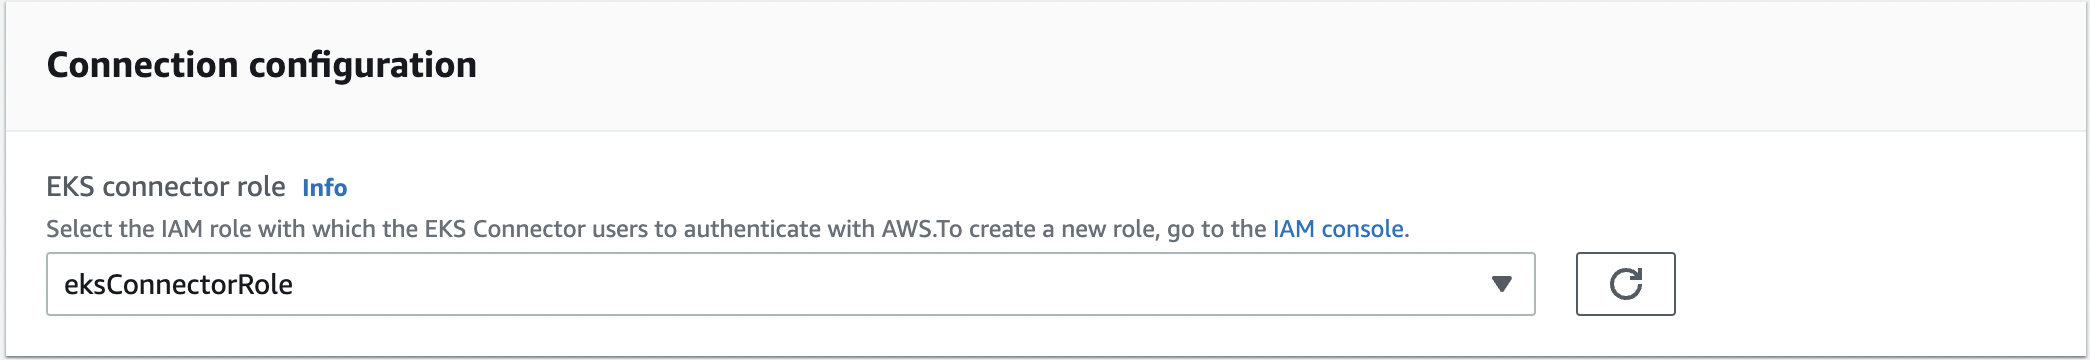 Connection configuration
EKS connector role Info
Select the IAM role with which the EKS Connector users to authenticate with AWS.To create a new role, go to the IAM console.
eksConnectorRole